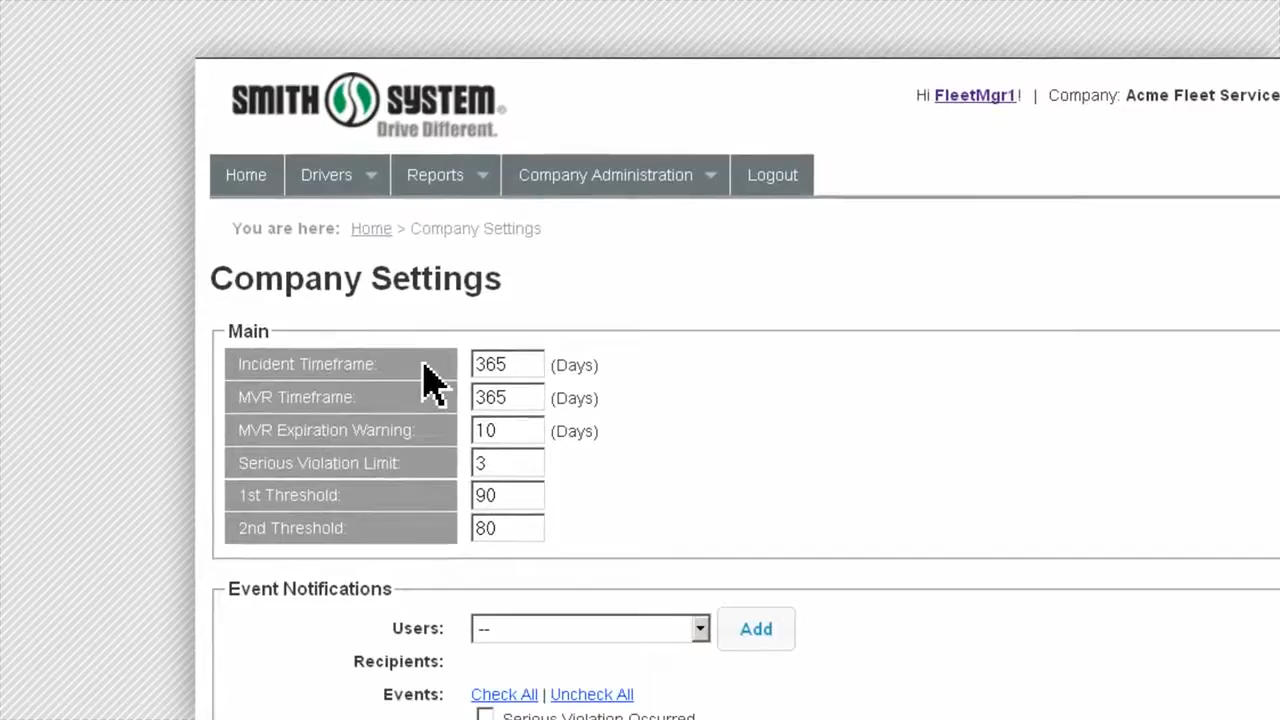 SMITH SYSTEM®
Drive Different.
Hi FleetMgr1! | Company: Acme Fleet Service
Home Drivers Reports Company Administration Logout
You are here: Home > Company Settings
Company Settings
Main
Incident Timeframe: 365 (Days)
MVR Timeframe: 365 (Days)
MVR Expiration Warning: 10 (Days)
Serious Violation Limit: 3
1st Threshold: 90
2nd Threshold: 80
Event Notifications
Users: -- Add
Recipients:
Events: Check All | Uncheck All
Serious Violation Occurred